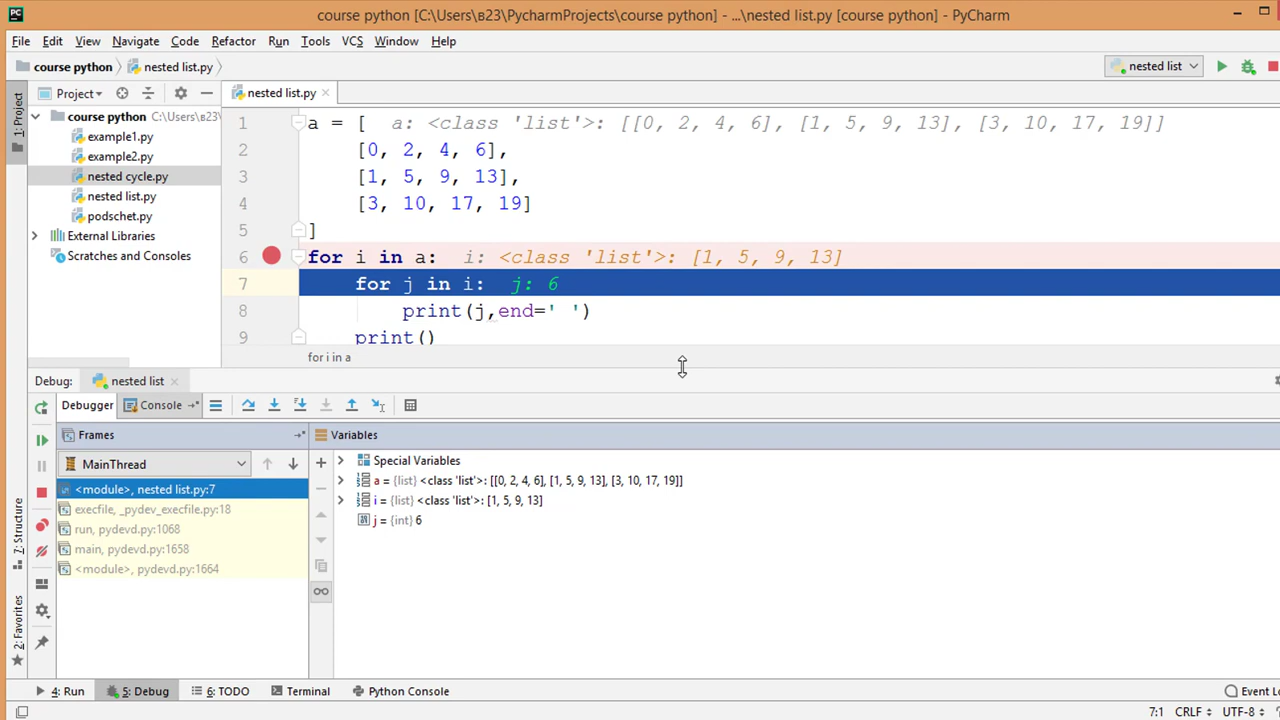 PC course python [C:\Users\в23\PycharmProjects\course python] - ...\nested list.py [course python] - PyCharm
File Edit View Navigate Code Refactor Run Tools VCS Window Help
course python nested list.py nested list
1: Project
Project nested list.py
course python C:\Users\в23\Pycharm
example1.py
example2.py
nested cycle.py
nested list.py
podschet.py
External Libraries
Scratches and Consoles
1 a = [ a: <class 'list'>: [[0, 2, 4, 6], [1, 5, 9, 13], [3, 10, 17, 19]]
2 [0, 2, 4, 6],
3 [1, 5, 9, 13],
4 [3, 10, 17, 19]
5 ]
6 for i in a: i: <class 'list'>: [1, 5, 9, 13]
7 for j in i: j: 6
8 print(j,end=' ')
9 print()
for i in a
Debug: nested list
Debugger Console
Frames
MainThread
<module>, nested list.py:7
execfile, _pydev_execfile.py:18
run, pydevd.py:1068
main, pydevd.py:1658
<module>, pydevd.py:1664
Variables
Special Variables
a = {list} <class 'list'>: [[0, 2, 4, 6], [1, 5, 9, 13], [3, 10, 17, 19]]
i = {list} <class 'list'>: [1, 5, 9, 13]
j = {int} 6
7: Structure
2: Favorites
4: Run 5: Debug 6: TODO Terminal Python Console Event Lo
7:1 CRLF UTF-8